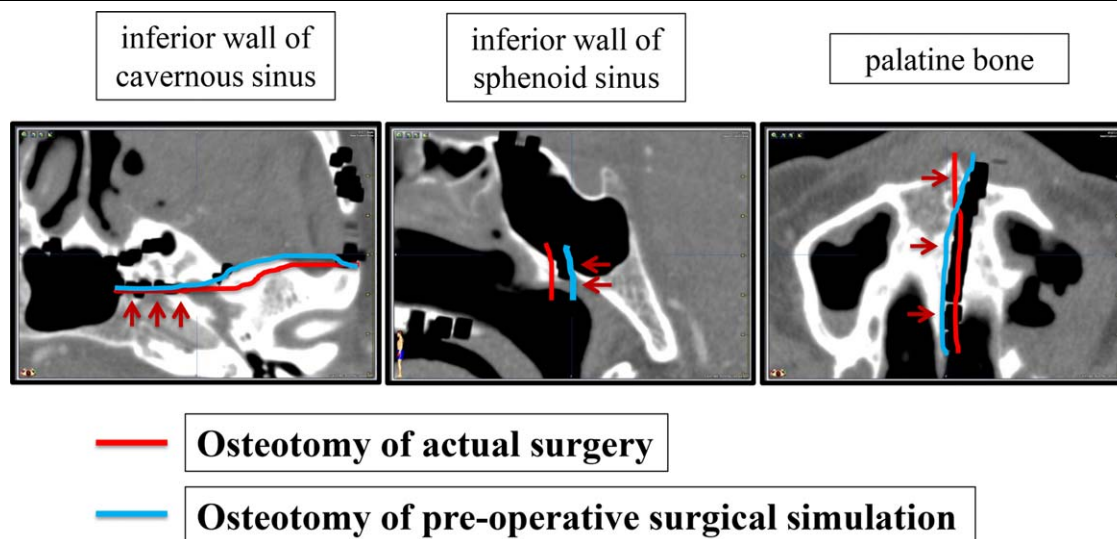 inferior wall of
cavernous sinus
inferior wall of
sphenoid sinus
palatine bone
Osteotomy of actual surgery
Osteotomy of pre-operative surgical simulation